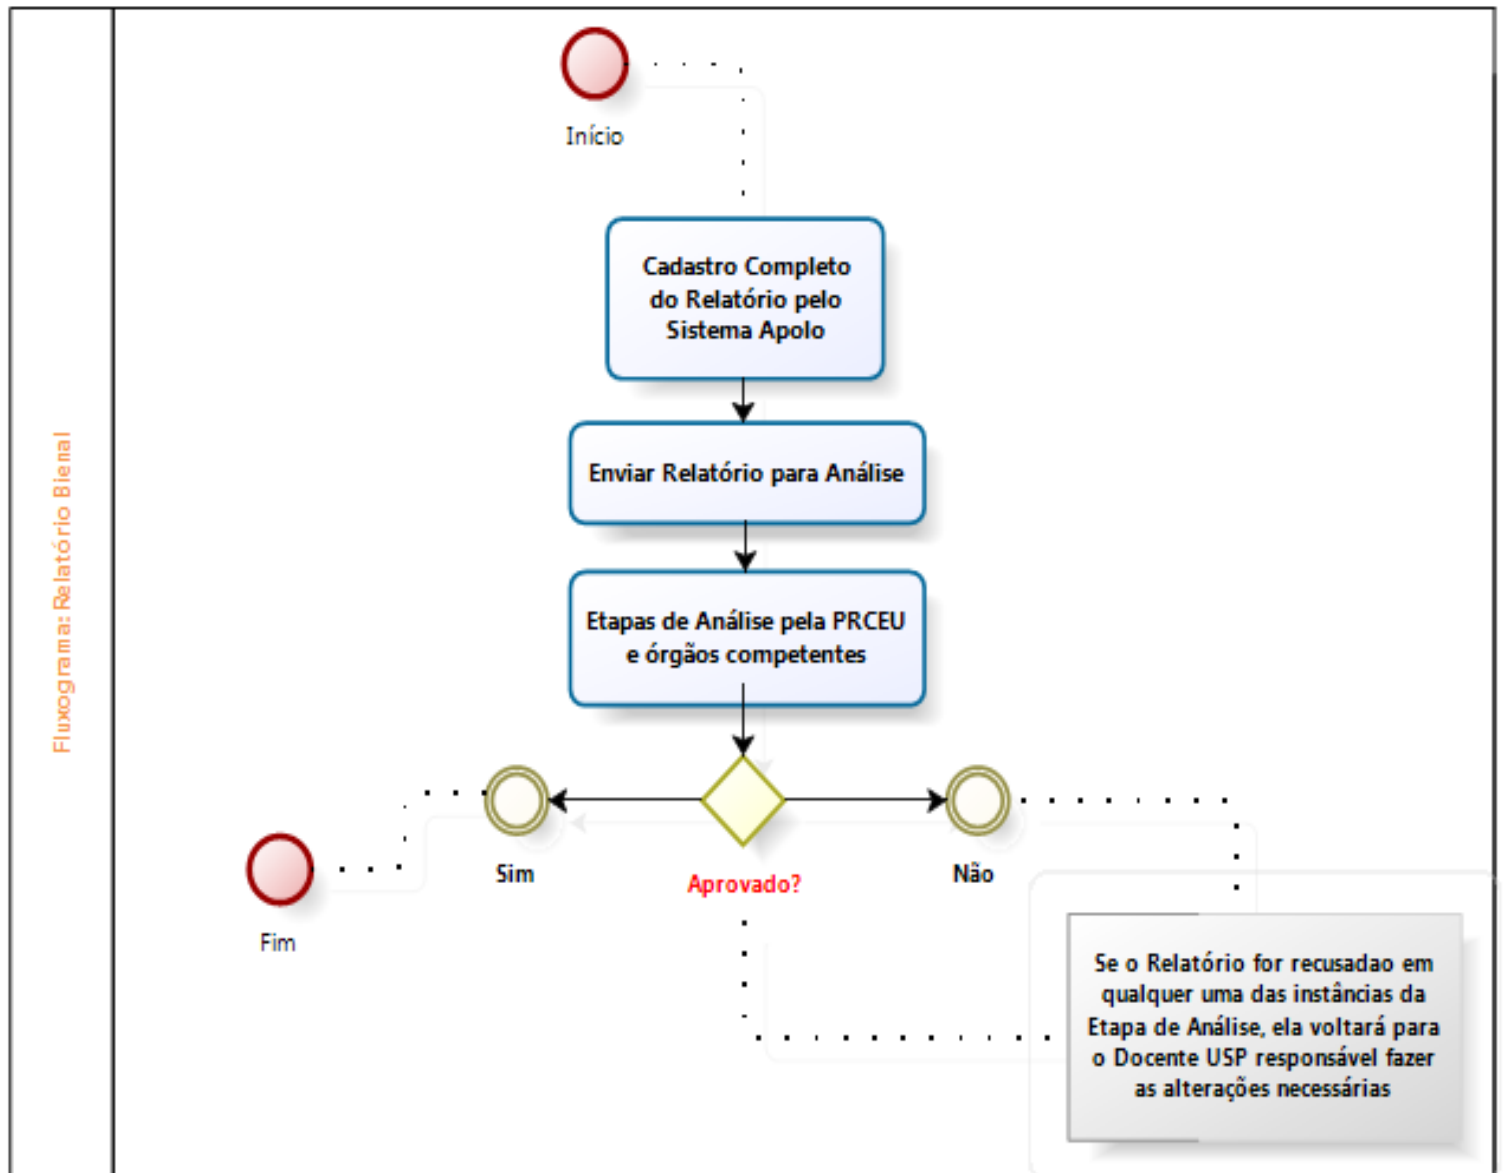 Fluxograma: Relatório Bienal
Início
Cadastro Completo
do Relatório pelo
Sistema Apolo
Enviar Relatório para Análise
Etapas de Análise pela PRCEU
e órgãos competentes
Sim
Aprovado?
Não
Fim
Se o Relatório for recusadao em
qualquer uma das instâncias da
Etapa de Análise, ela voltará para
o Docente USP responsável fazer
as alterações necessárias